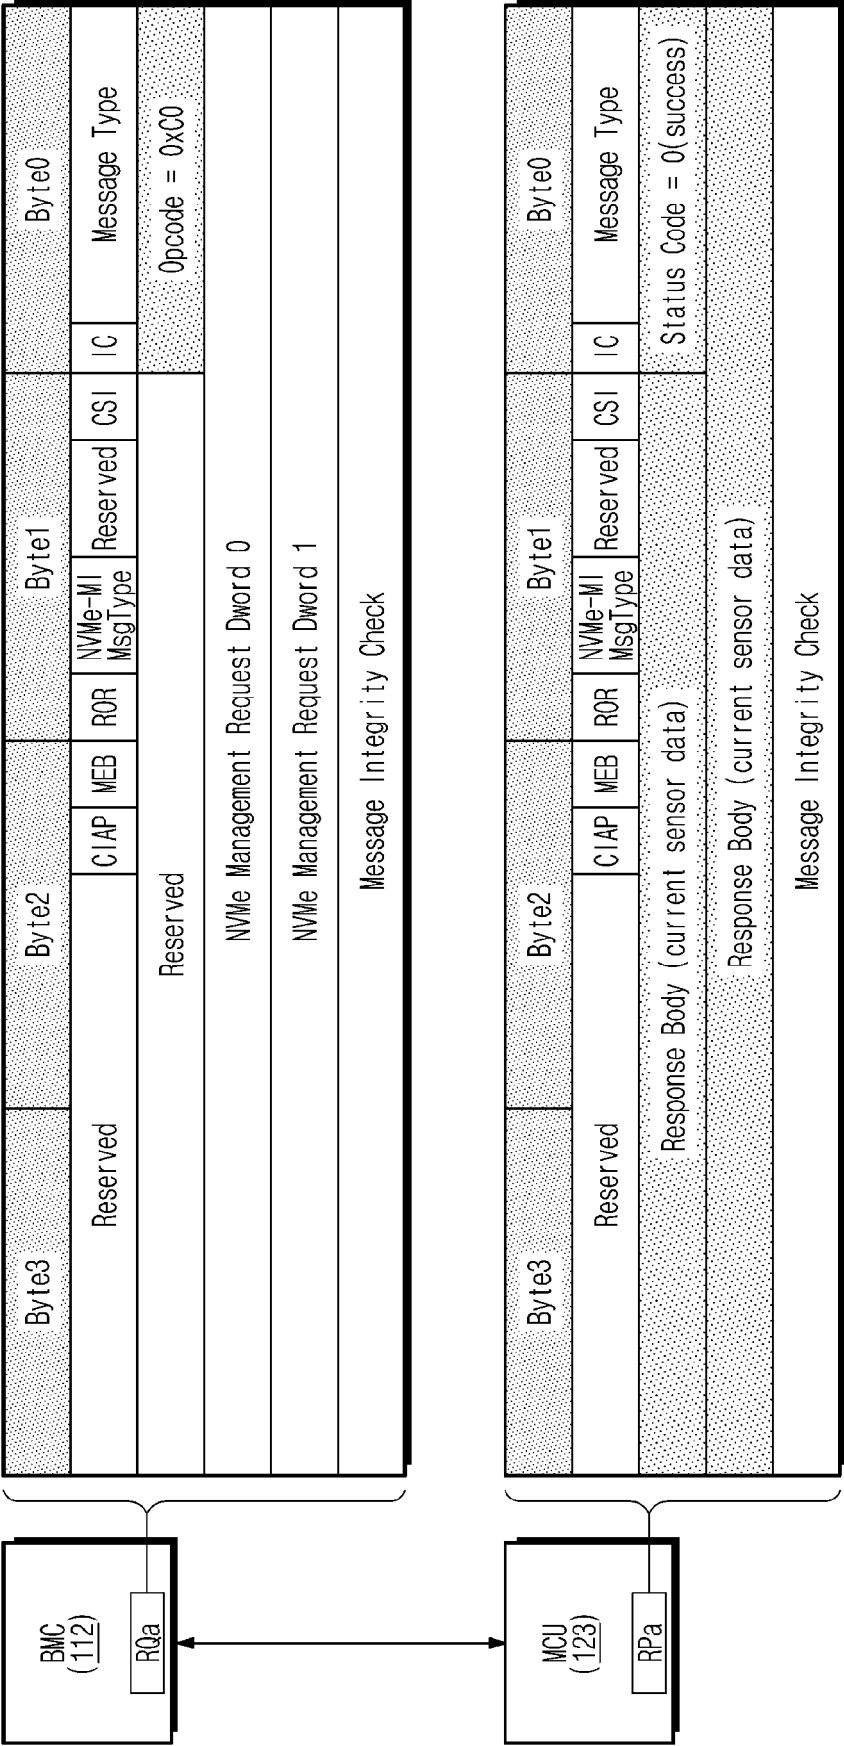 BMC
(112)
RQa
Byte3
Byte2
Byte1
Byte0
Reserved
CIAP
MEB
ROR
NVMe-MI
MsgType
Reserved
CSI
IC
Message Type
Reserved
Opcode = 0xC0
NVMe Management Request Dword 0
NVMe Management Request Dword 1
Message Integrity Check
MCU
(123)
RPa
Byte3
Byte2
Byte1
Byte0
Reserved
CIAP
MEB
ROR
NVMe-MI
MsgType
Reserved
CSI
IC
Message Type
Response Body (current sensor data)
Status Code = 0(success)
Response Body (current sensor data)
Message Integrity Check